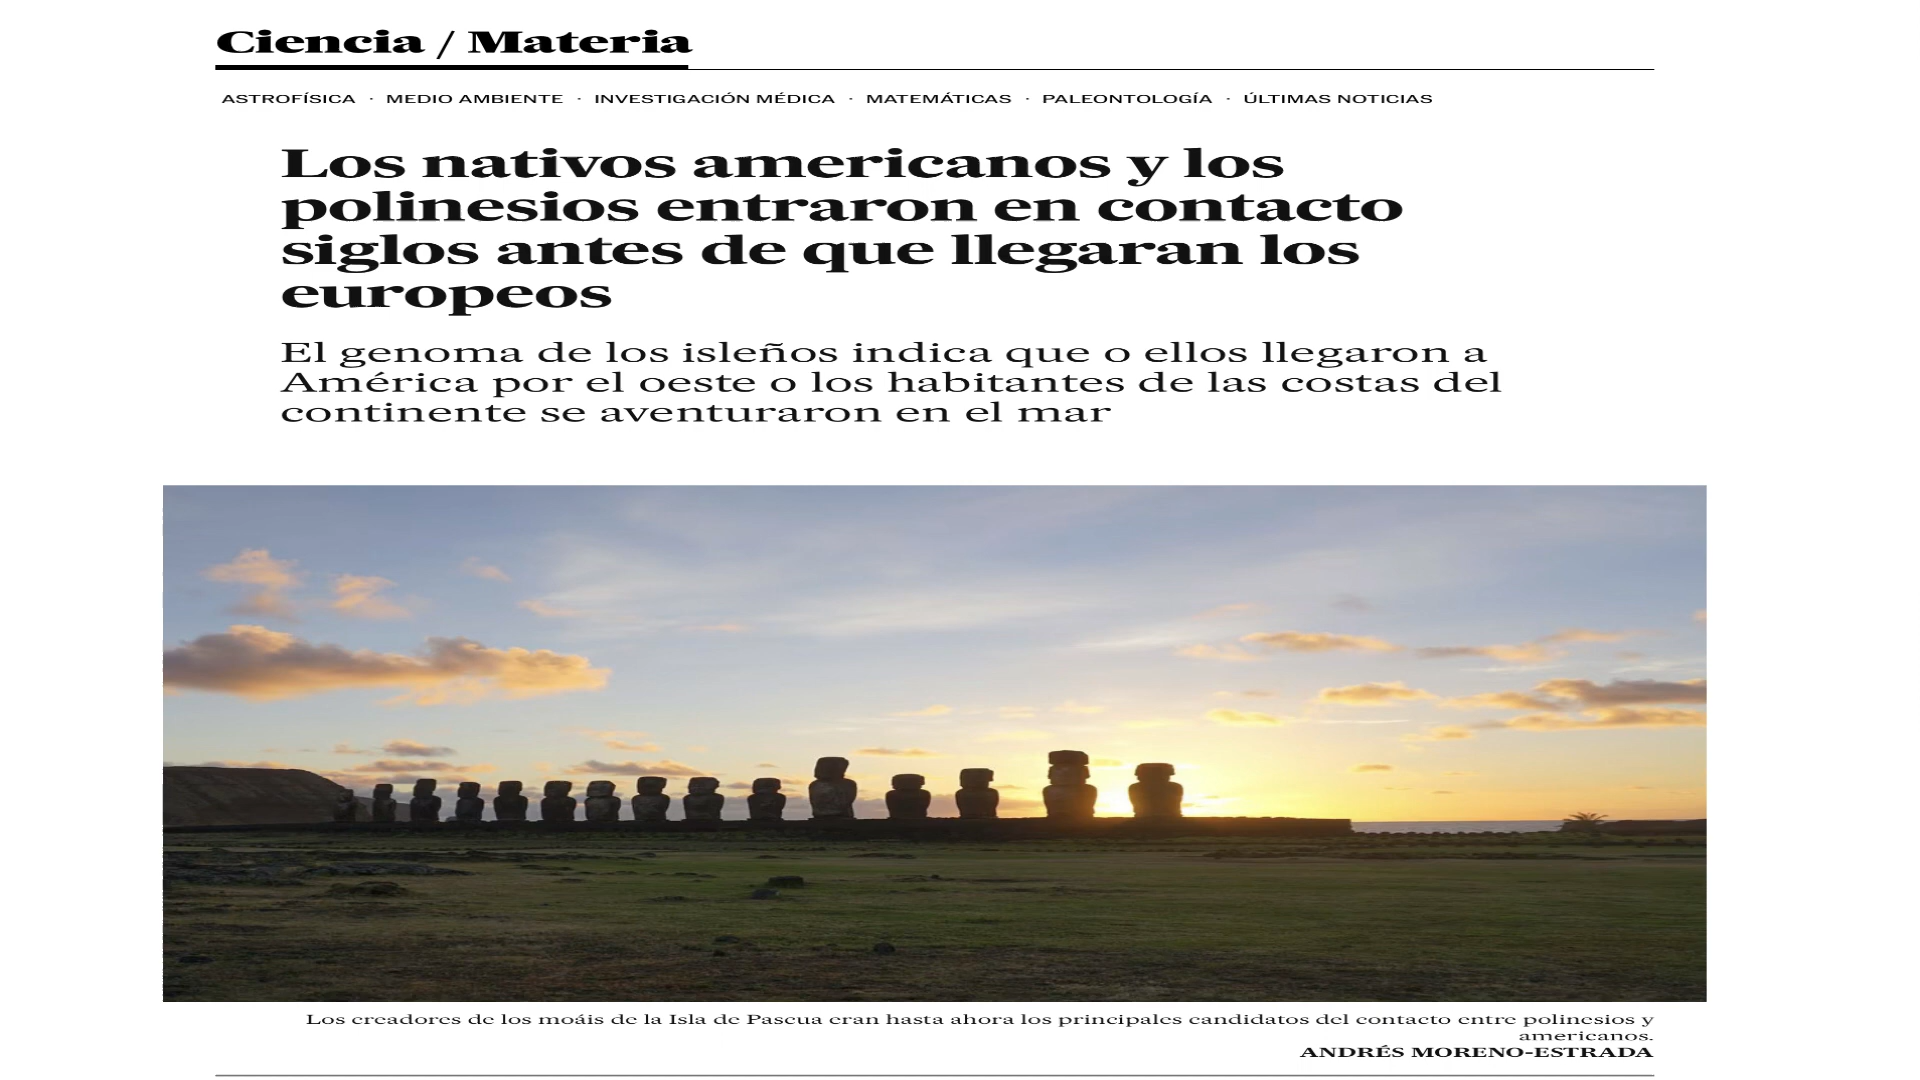 Ciencia / Materia
ASTROFÍSICA · MEDIO AMBIENTE · INVESTIGACIÓN MÉDICA · MATEMÁTICAS · PALEONTOLOGÍA · ÚLTIMAS NOTICIAS
Los nativos americanos y los
polinesios entraron en contacto
siglos antes de que llegaran los
europeos
El genoma de los isleños indica que o ellos llegaron a
América por el oeste o los habitantes de las costas del
continente se aventuraron en el mar
Los creadores de los moáis de la Isla de Pascua eran hasta ahora los principales candidatos del contacto entre polinesios y
americanos.
ANDRÉS MORENO-ESTRADA